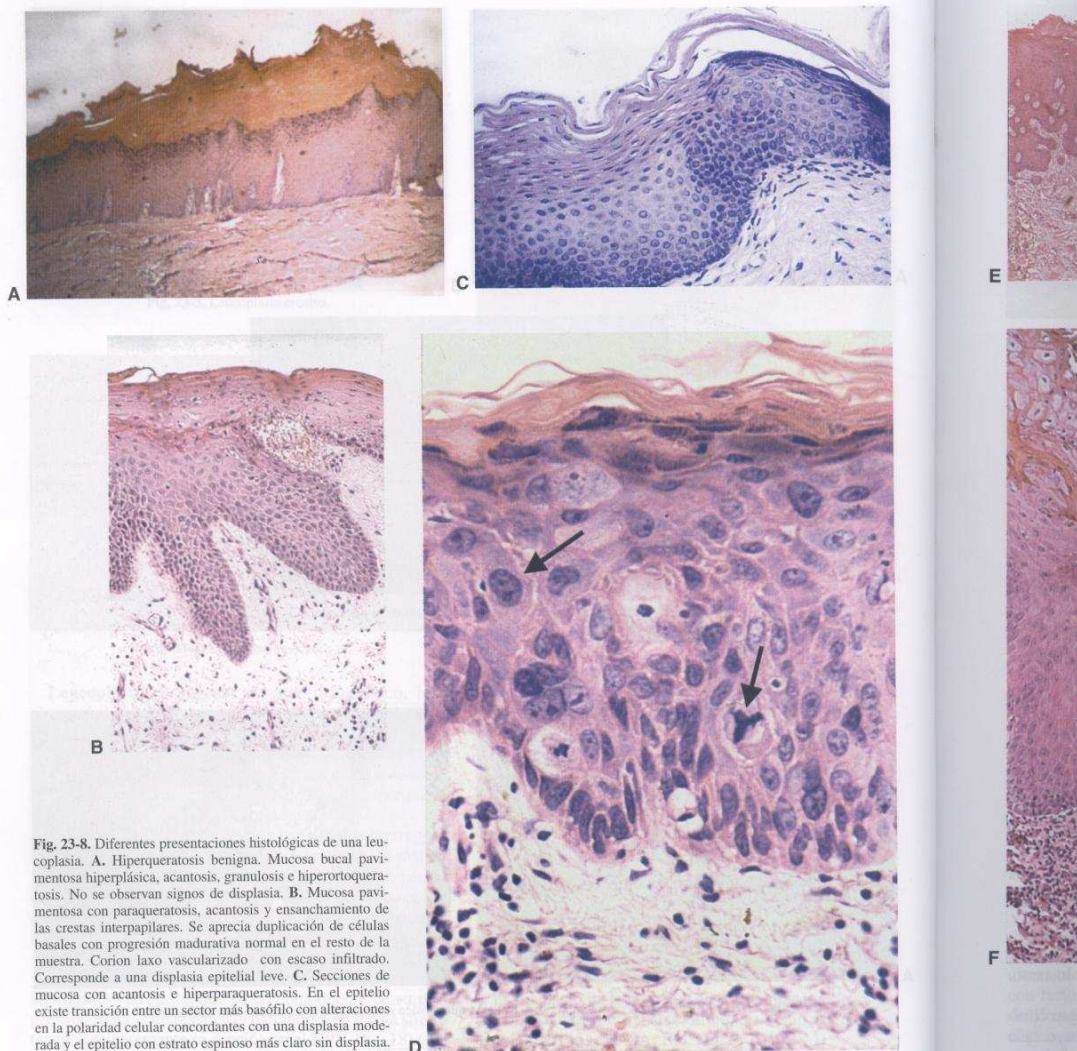 A
C
E
B
D
F
Fig. 23-8. Diferentes presentaciones histológicas de una leu-
coplasia. A. Hiperqueratosis benigna. Mucosa bucal pavi-
mentosa hiperplásica, acantosis, granulosis e hiperortoquera-
tosis. No se observan signos de displasia. B. Mucosa pavi-
mentosa con paraqueratosis, acantosis y ensanchamiento de
las crestas interpapilares. Se aprecia duplicación de células
basales con progresión madurativa normal en el resto de la
muestra. Corion laxo vascularizado con escaso infiltrado.
Corresponde a una displasia epitelial leve. C. Secciones de
mucosa con acantosis e hiperparaqueratosis. En el epitelio
existe transición entre un sector más basófilo con alteraciones
en la polaridad celular concordantes con una displasia mode-
rada y el epitelio con estrato espinoso más claro sin displasia.